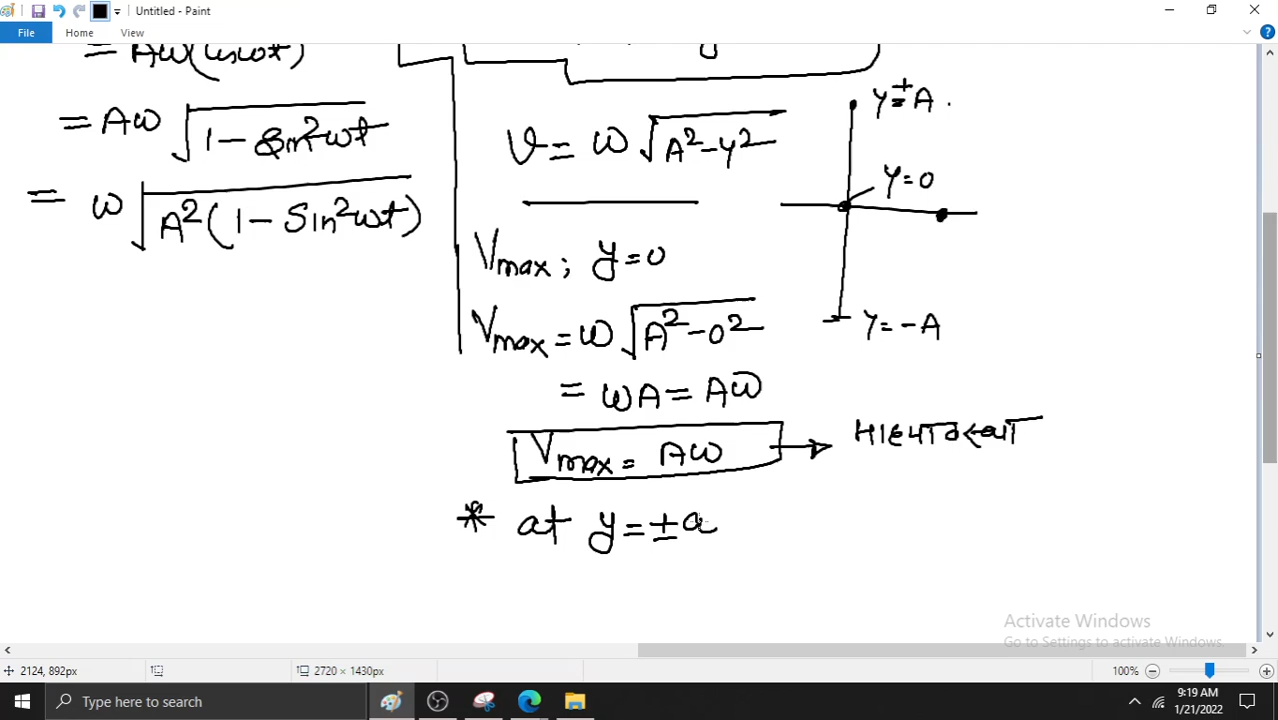 Untitled - Paint
File Home View
= Aω(cosωt)
= Aω √(1 - Sin²ωt)
= ω √(A²(1 - Sin²ωt))
v = ω √(A² - y²)
Vmax ; y = 0
Vmax = ω √(A² - 0²)
= ωA = Aω
Vmax = Aω
* at y = ±a
y = ±A
y = 0
y = -A
Activate Windows
Go to Settings to activate Windows.
2124, 892px
2720 × 1430px
100%
Type here to search
9:19 AM
1/21/2022